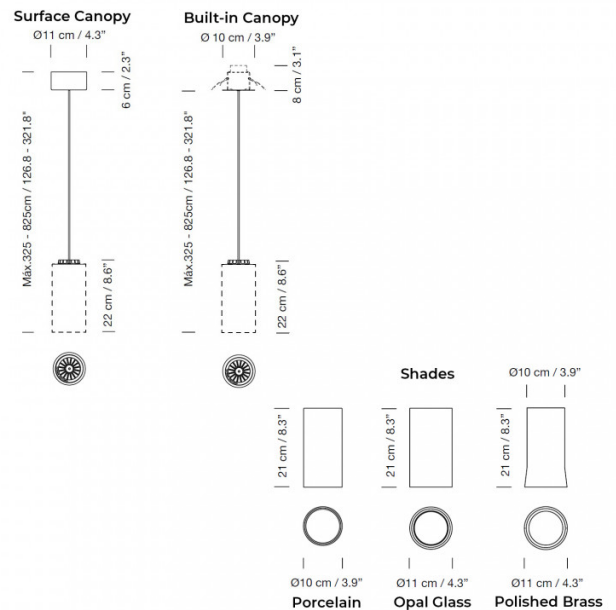 Surface Canopy
Ø11 cm / 4.3”
6 cm / 2.3”
Máx.325 - 825cm / 126.8 - 321.8”
22 cm / 8.6”
Built-in Canopy
Ø 10 cm / 3.9”
8 cm / 3.1”
Máx.325 - 825cm / 126.8 - 321.8”
22 cm / 8.6”
Shades
Ø10 cm / 3.9”
21 cm / 8.3”
21 cm / 8.3”
21 cm / 8.3”
Ø10 cm / 3.9”
Ø11 cm / 4.3”
Ø11 cm / 4.3”
Porcelain
Opal Glass
Polished Brass